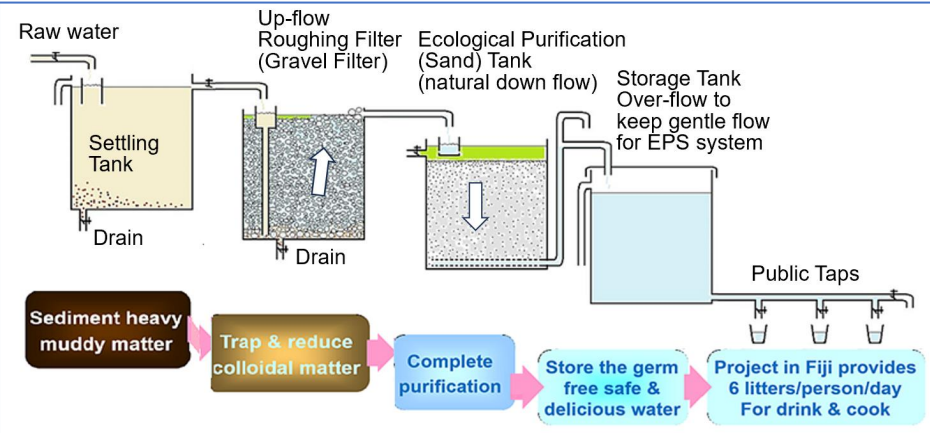 Raw water
Up-flow
Roughing Filter
(Gravel Filter)
Ecological Purification
(Sand) Tank
(natural down flow)
Storage Tank
Over-flow to
keep gentle flow
for EPS system
Settling
Tank
Drain
Drain
Public Taps
Sediment heavy
muddy matter
Trap & reduce
colloidal matter
Complete
purification
Store the germ
free safe &
delicious water
Project in Fiji provides
6 litters/person/day
For drink & cook